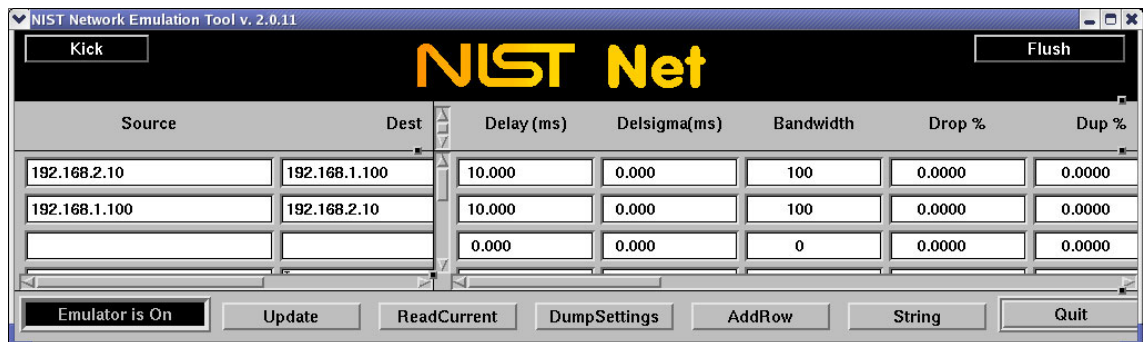 NIST Network Emulation Tool v. 2.0.11
Kick NIST Net Flush
Source Dest Delay (ms) Delsigma(ms) Bandwidth Drop % Dup %
192.168.2.10 192.168.1.100 10.000 0.000 100 0.0000 0.0000
192.168.1.100 192.168.2.10 10.000 0.000 100 0.0000 0.0000
0.000 0.000 0 0.0000 0.0000
Emulator is On Update ReadCurrent DumpSettings AddRow String Quit